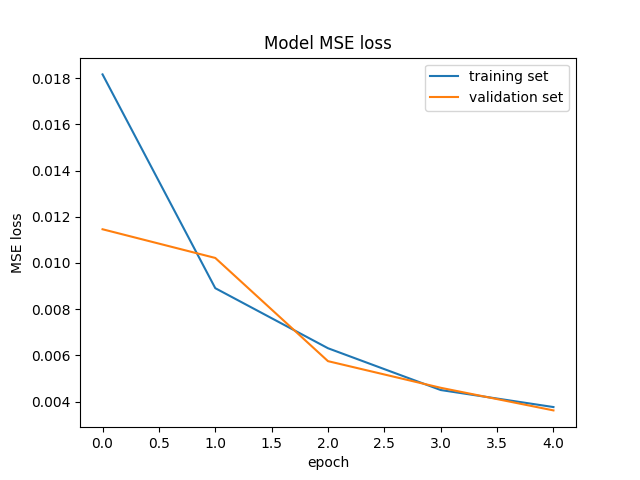 Model MSE loss
training set
validation set
MSE loss
0.018
0.016
0.014
0.012
0.010
0.008
0.006
0.004
0.0 0.5 1.0 1.5 2.0 2.5 3.0 3.5 4.0
epoch